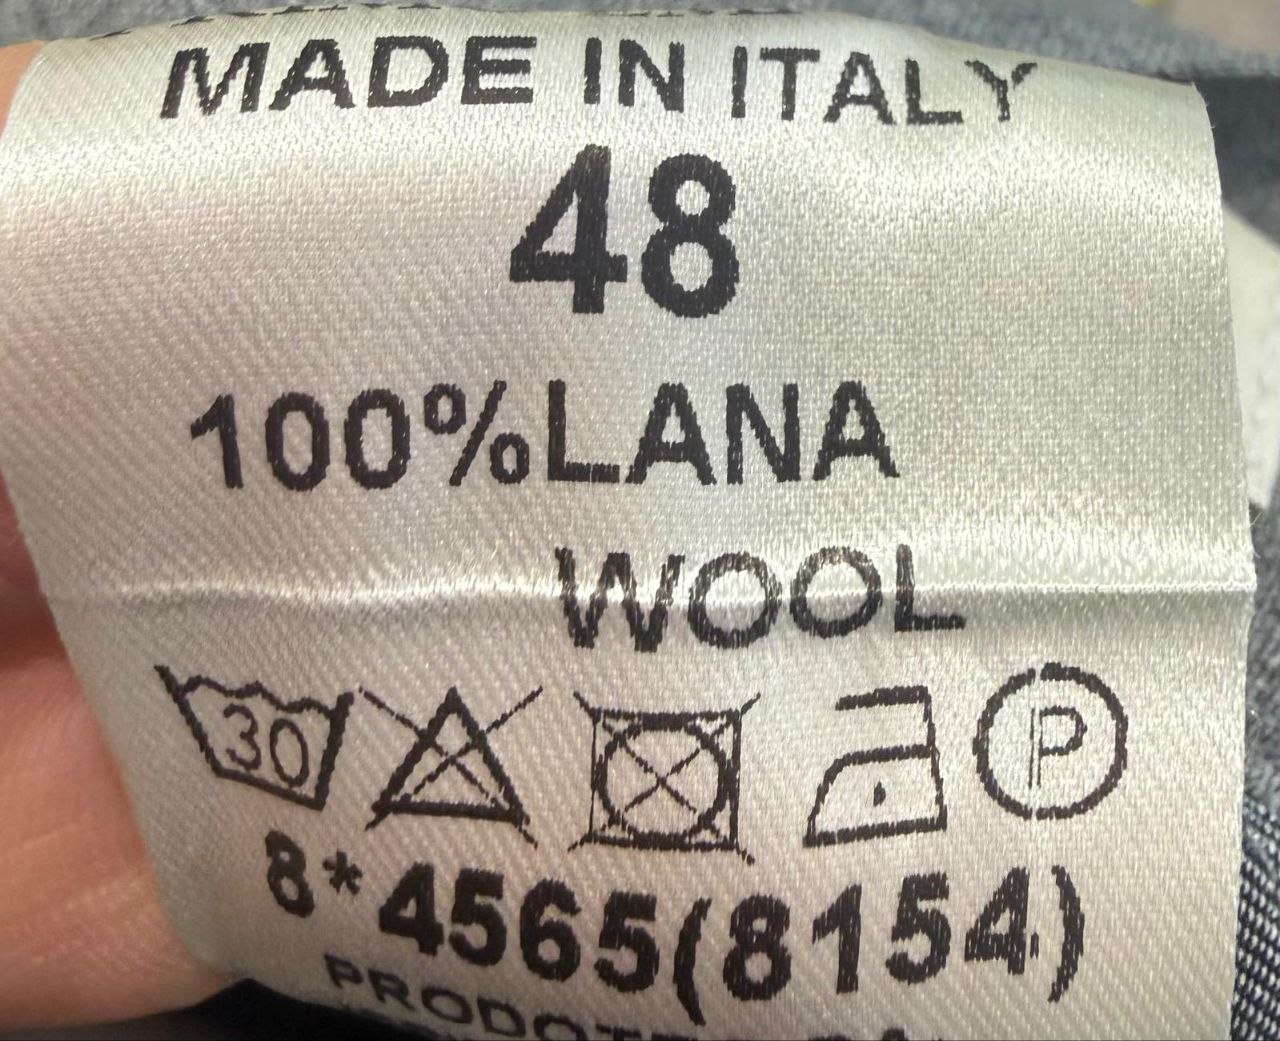 MADE IN ITALY
48
100%LANA
WOOL
30 P
8*4565(8154)